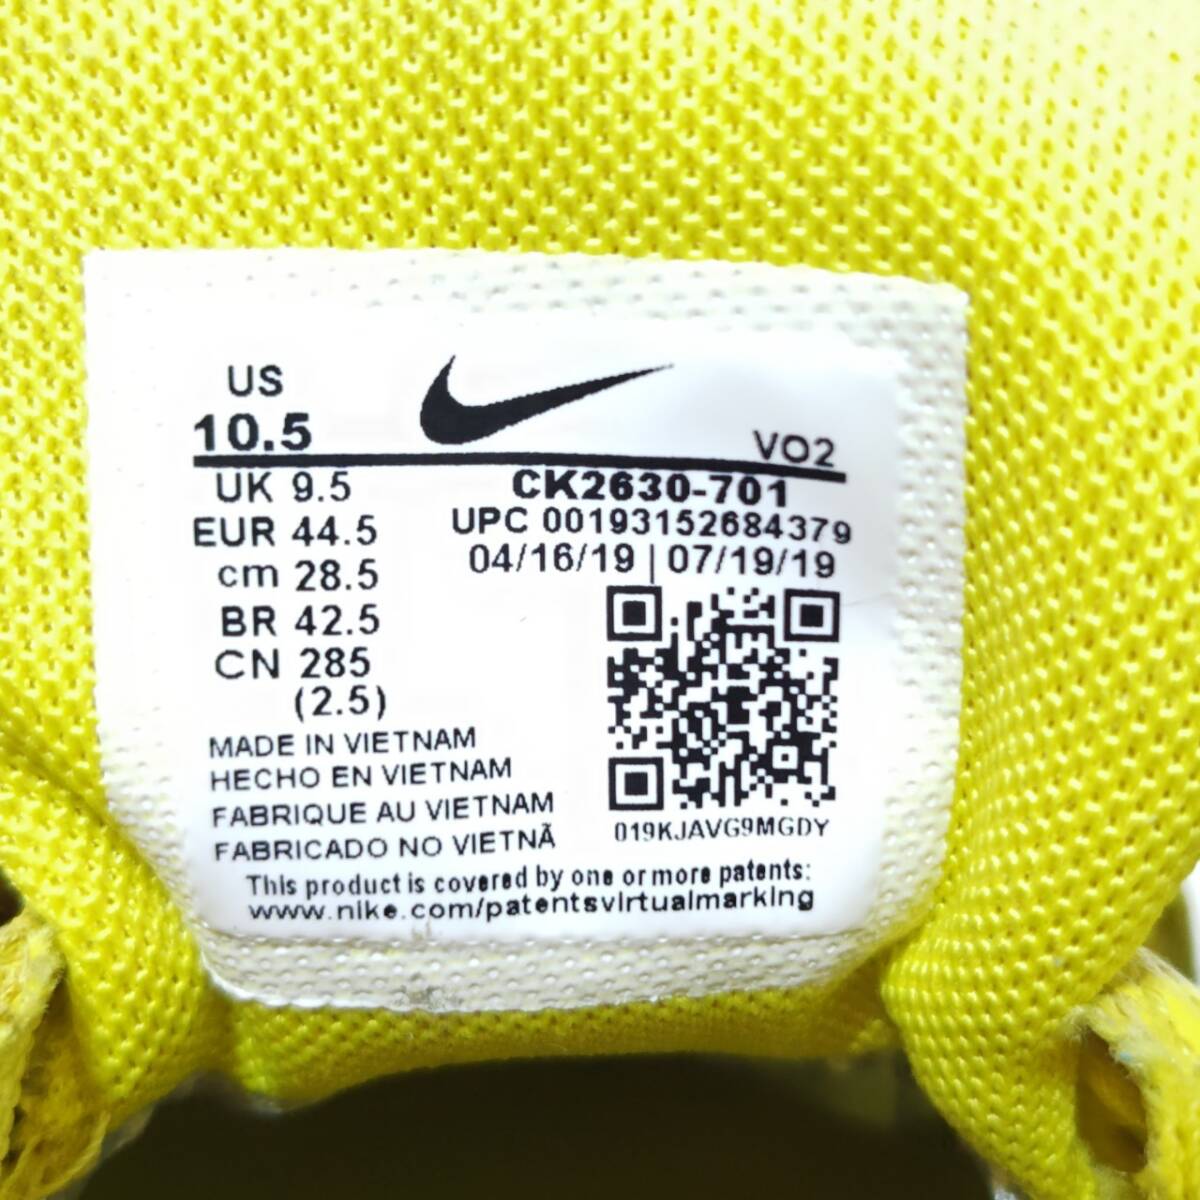 US
10.5
VO2
UK 9.5
EUR 44.5
cm 28.5
BR 42.5
CN 285
(2.5)
CK2630-701
UPC 00193152684379
04/16/19 | 07/19/19
019KJAVG9MGDY
MADE IN VIETNAM
HECHO EN VIETNAM
FABRIQUE AU VIETNAM
FABRICADO NO VIETNÃ
This product is covered by one or more patents:
www.nike.com/patentsvirtualmarking